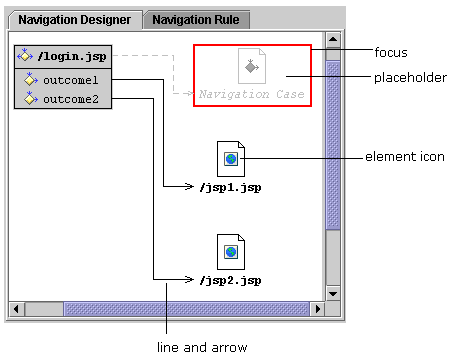 Navigation Designer Navigation Rule
/login.jsp
outcome1
outcome2
Navigation Case
focus
placeholder
element icon
/jsp1.jsp
/jsp2.jsp
line and arrow